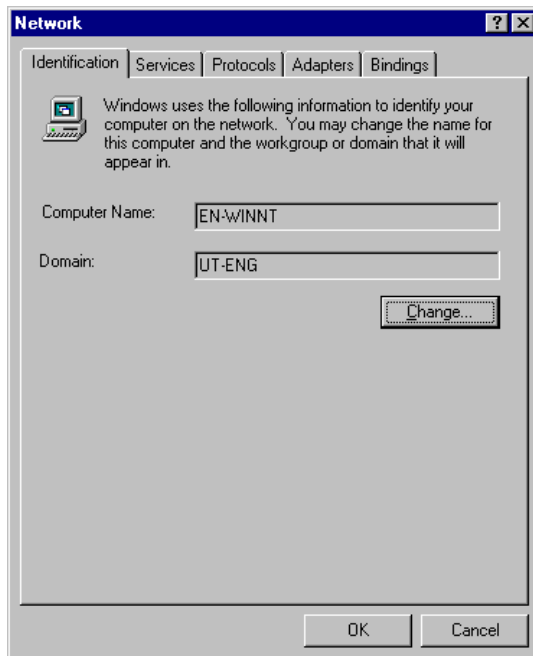 Network
Identification Services Protocols Adapters Bindings
Windows uses the following information to identify your
computer on the network. You may change the name for
this computer and the workgroup or domain that it will
appear in.
Computer Name: EN-WINNT
Domain: UT-ENG
Change...
OK Cancel